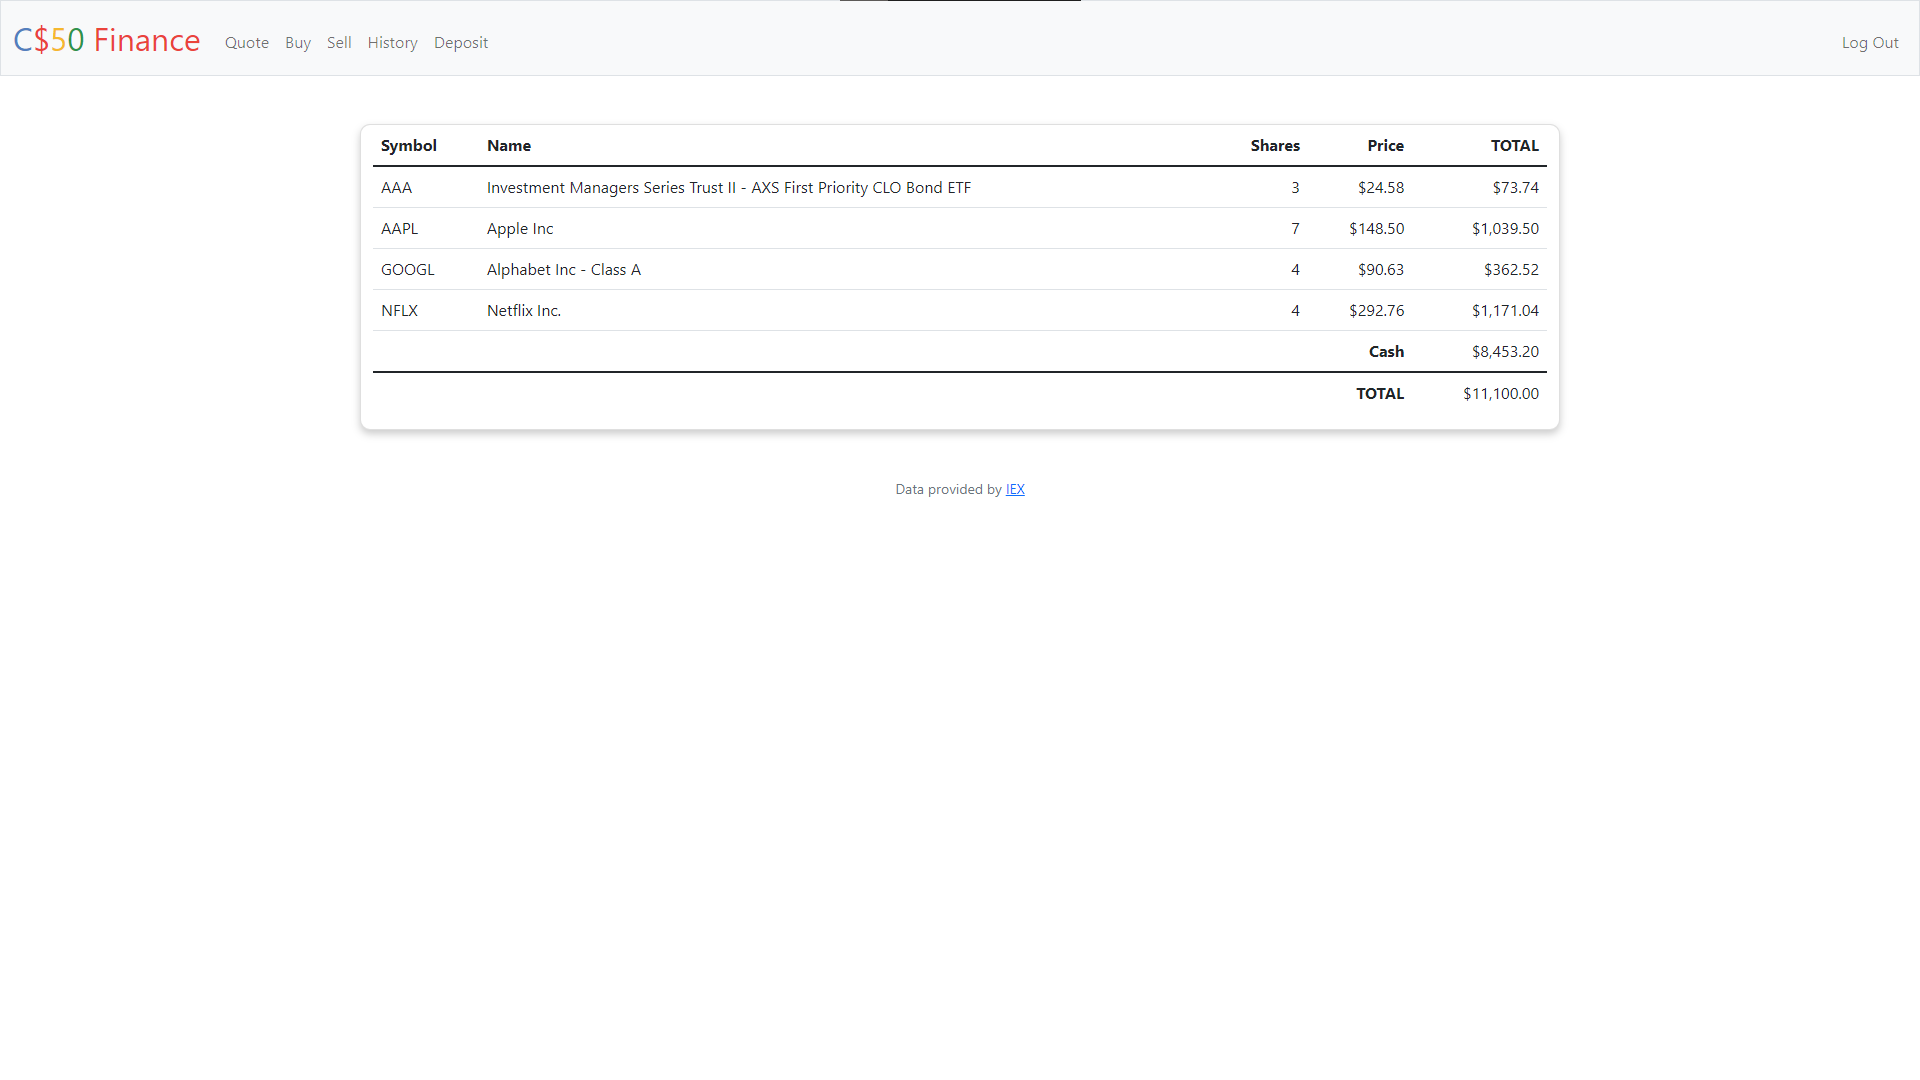 C$50 Finance Quote Buy Sell History Deposit Log Out
Symbol Name Shares Price TOTAL
AAA Investment Managers Series Trust II - AXS First Priority CLO Bond ETF 3 $24.58 $73.74
AAPL Apple Inc 7 $148.50 $1,039.50
GOOGL Alphabet Inc - Class A 4 $90.63 $362.52
NFLX Netflix Inc. 4 $292.76 $1,171.04
Cash $8,453.20
TOTAL $11,100.00
Data provided by IEX